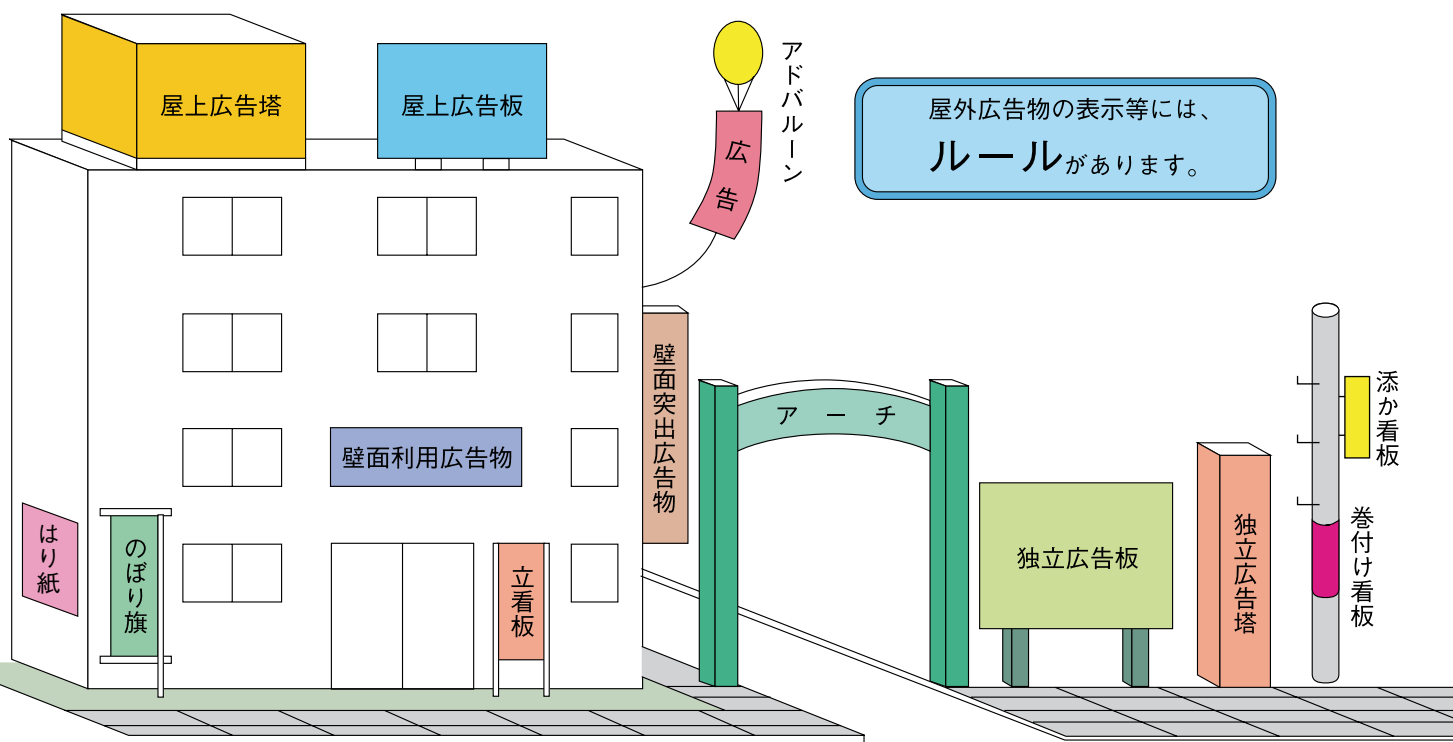 屋上広告塔
屋上広告板
広告
アドバルーン
屋外広告物の表示等には、
ルールがあります。
壁面利用広告物
壁面突出広告物
はり紙
のぼり旗
立看板
アーチ
独立広告板
独立広告塔
添か看板
巻付け看板